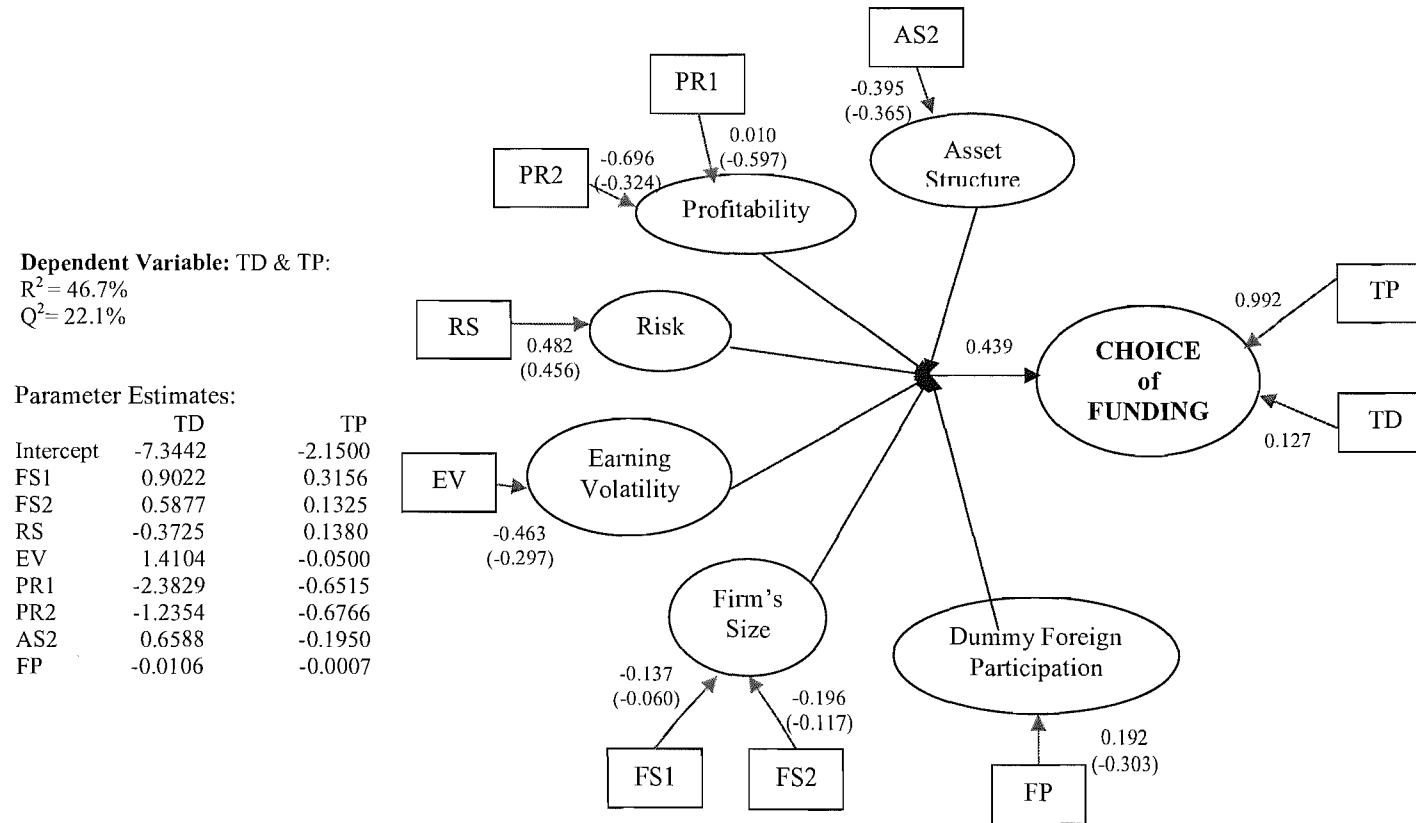 AS2
-0.395
(-0.365)
Asset
Structure
PR1
0.010
(-0.597)
PR2
-0.696
(-0.324)
Profitability
Dependent Variable: TD & TP:
R² = 46.7%
Q²= 22.1%
RS
0.482
(0.456)
Risk
0.439
CHOICE
of
FUNDING
0.992
TP
TD
0.127
Parameter Estimates:
TD TP
Intercept -7.3442 -2.1500
FS1 0.9022 0.3156
FS2 0.5877 0.1325
RS -0.3725 0.1380
EV 1.4104 -0.0500
PR1 -2.3829 -0.6515
PR2 -1.2354 -0.6766
AS2 0.6588 -0.1950
FP -0.0106 -0.0007
EV
-0.463
(-0.297)
Earning
Volatility
Firm's
Size
-0.137
(-0.060)
-0.196
(-0.117)
FS1
FS2
Dummy Foreign
Participation
0.192
(-0.303)
FP